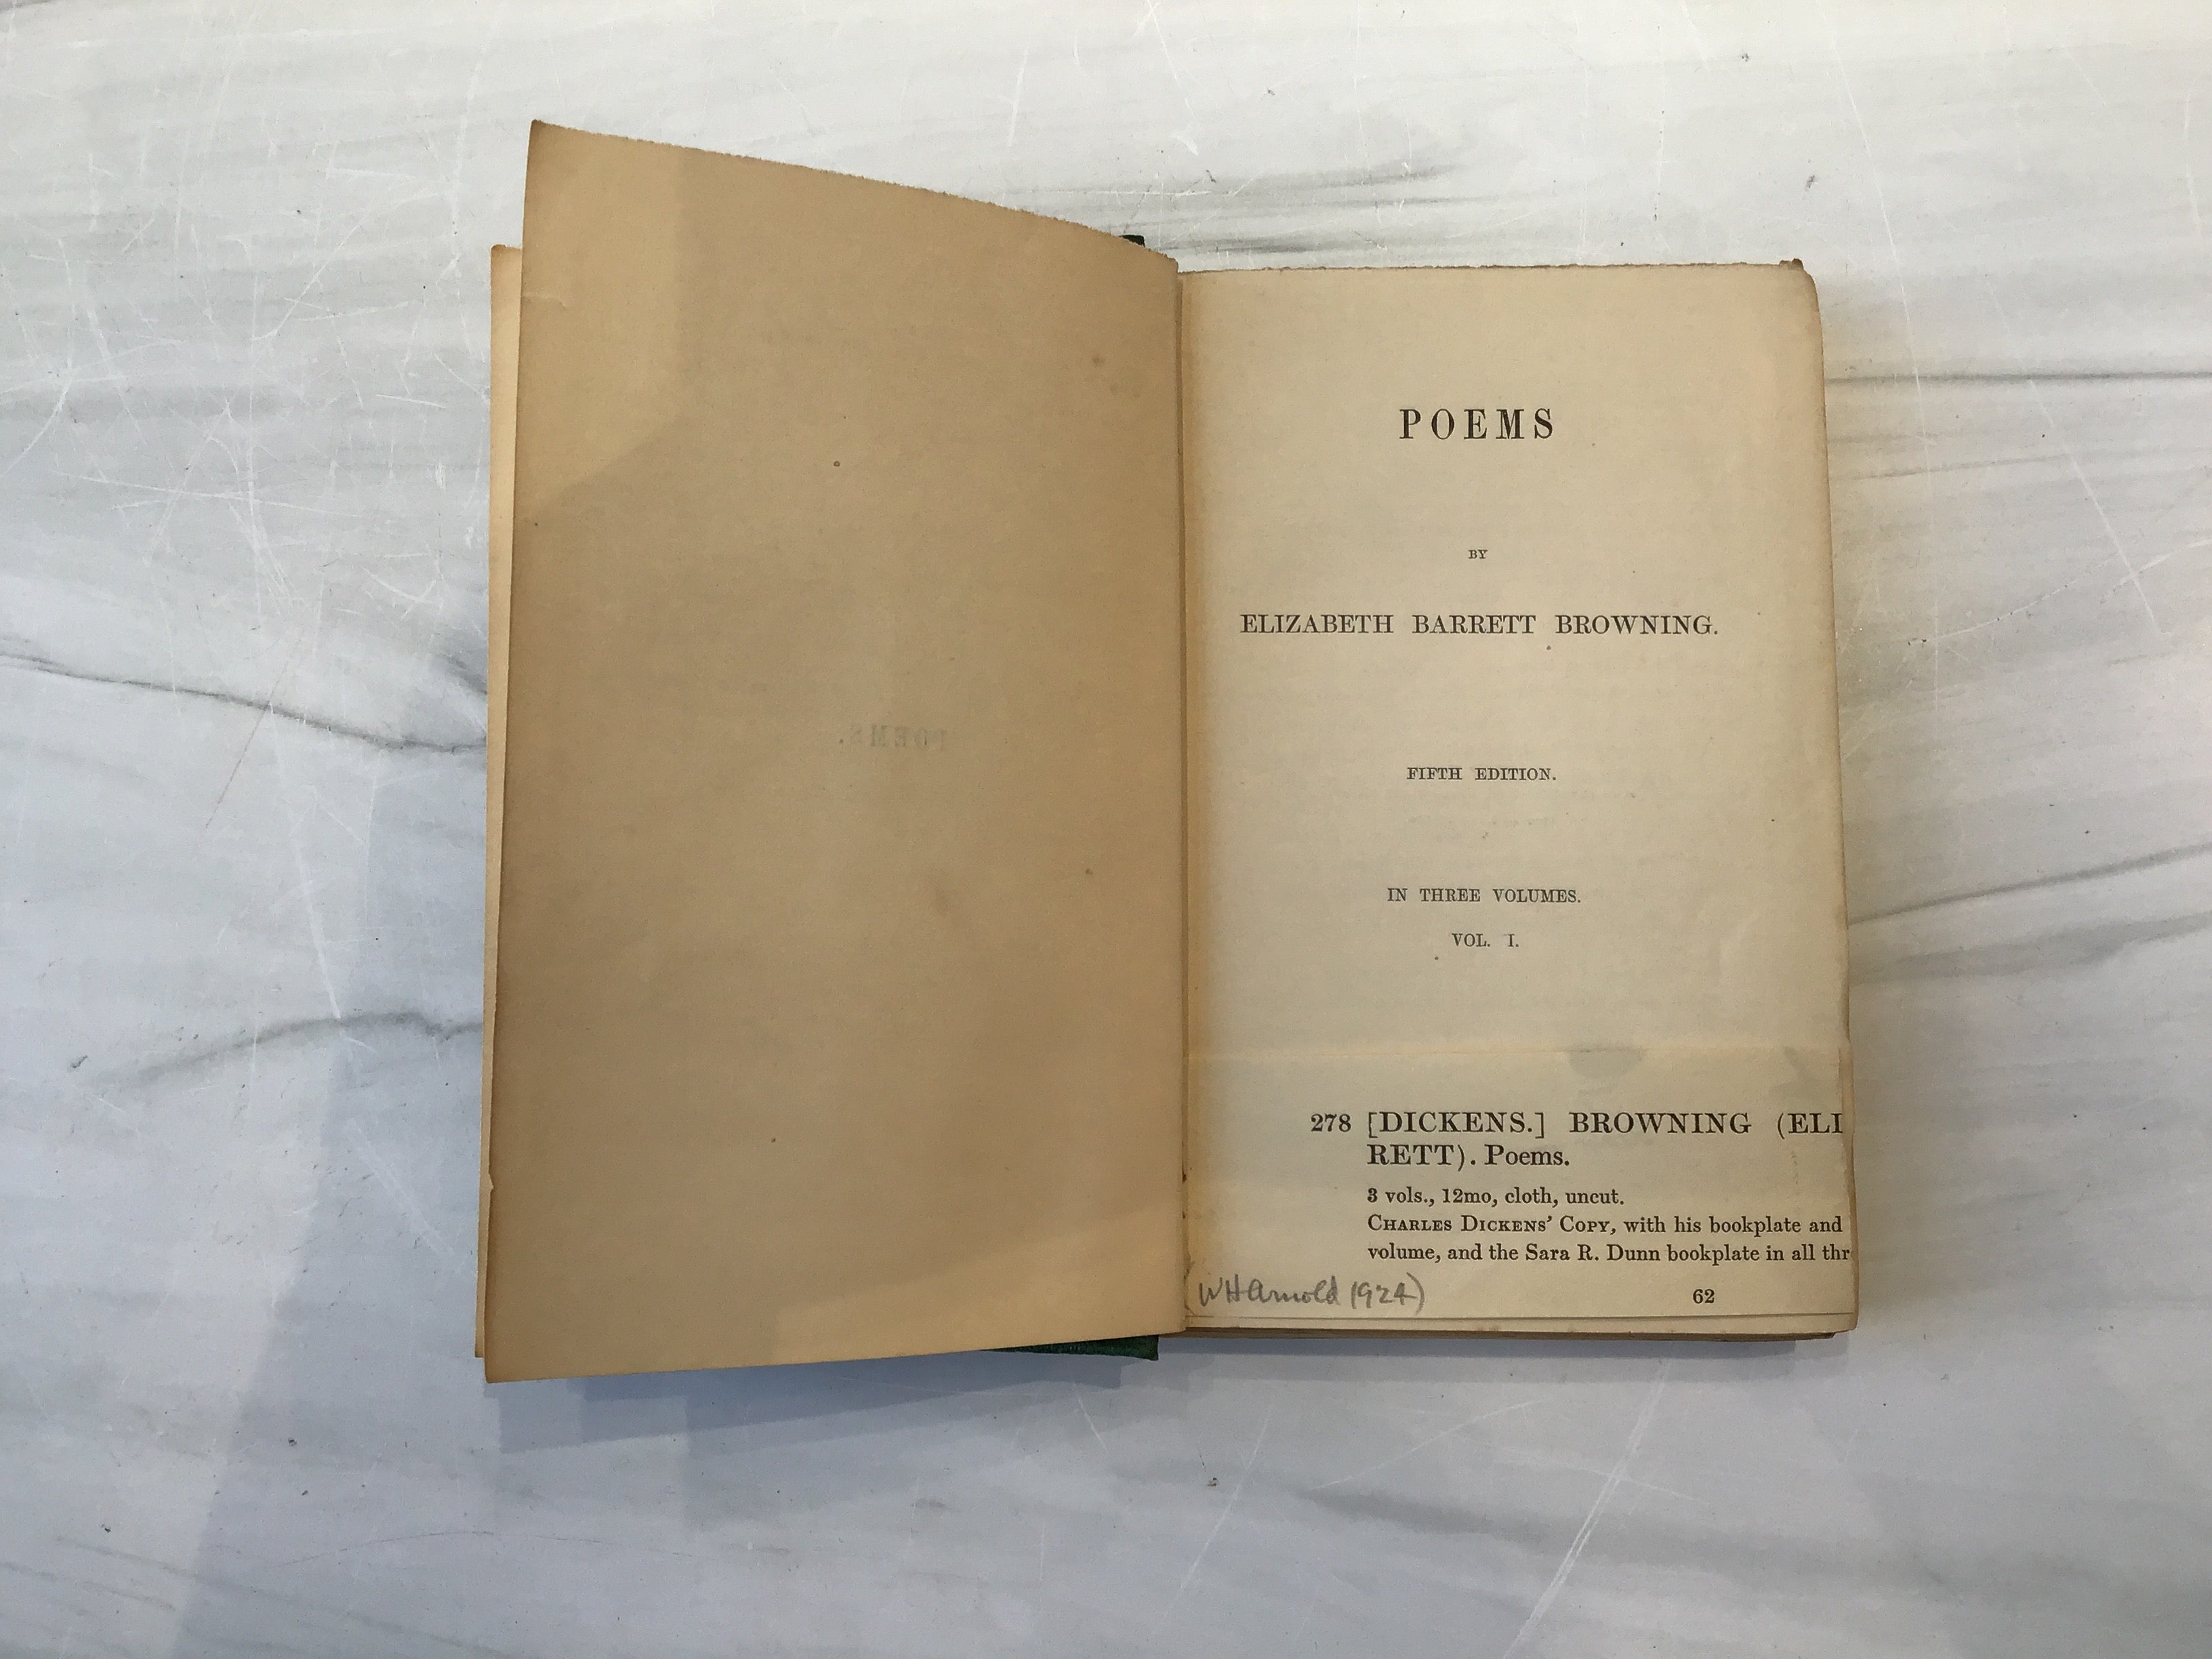 POEMS.
POEMS
BY
ELIZABETH BARRETT BROWNING.
FIFTH EDITION.
IN THREE VOLUMES.
VOL. I.
278 [DICKENS.] BROWNING (ELI
RETT). Poems.
3 vols., 12mo, cloth, uncut.
CHARLES DICKENS' COPY, with his bookplate and
volume, and the Sara R. Dunn bookplate in all thr
(WHArnold 1924)
62